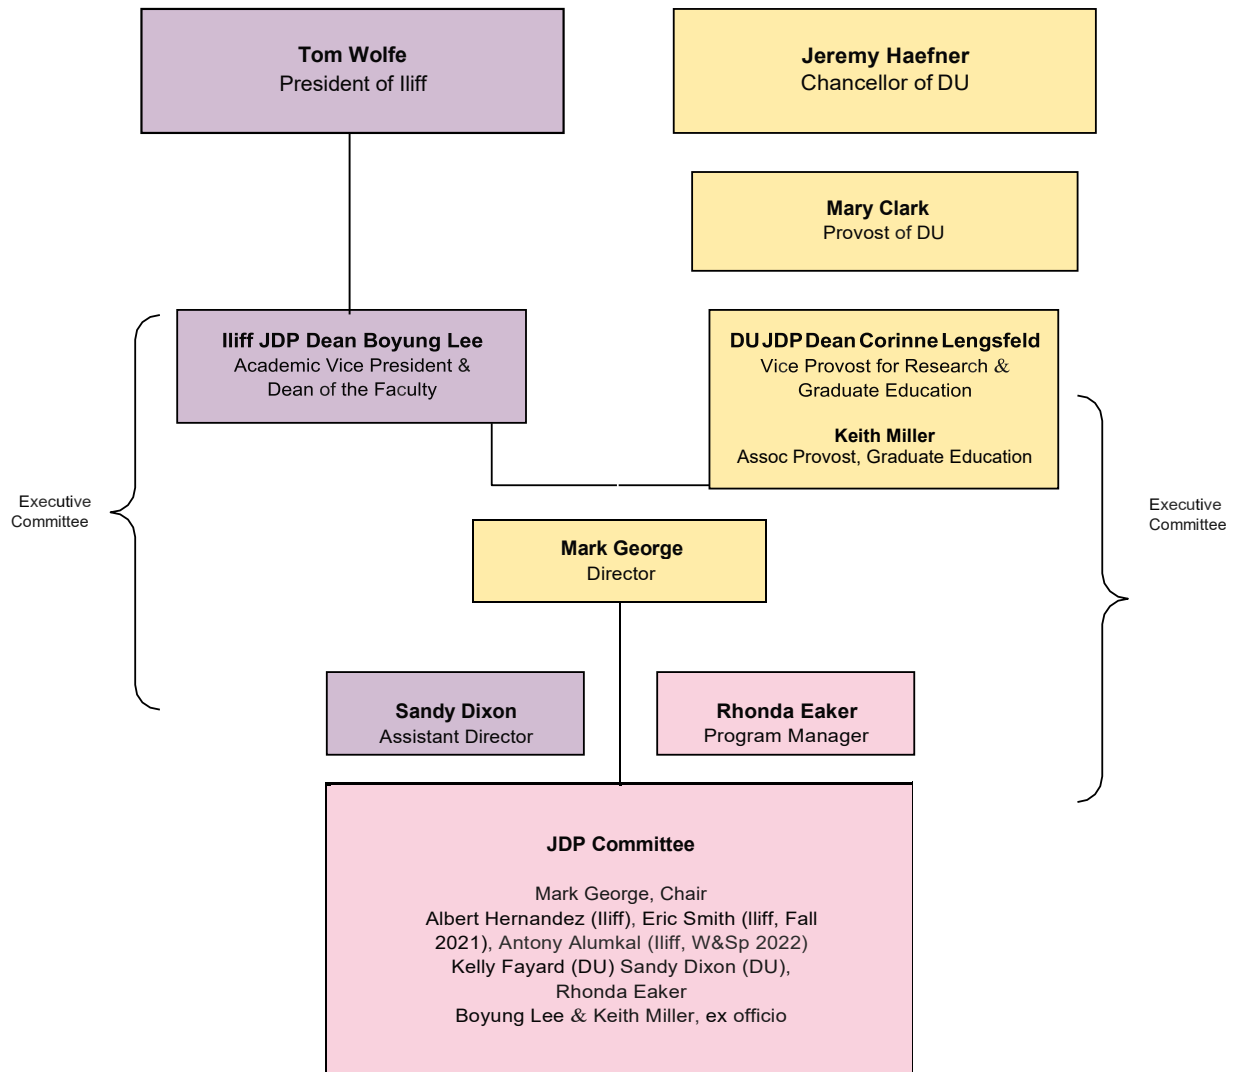 Tom Wolfe
President of Iliff
Jeremy Haefner
Chancellor of DU
Mary Clark
Provost of DU
Iliff JDP Dean Boyung Lee
Academic Vice President &
Dean of the Faculty
DU JDP Dean Corinne Lengsfeld
Vice Provost for Research &
Graduate Education
Keith Miller
Assoc Provost, Graduate Education
Executive
Committee
Executive
Committee
Mark George
Director
Sandy Dixon
Assistant Director
Rhonda Eaker
Program Manager
JDP Committee
Mark George, Chair
Albert Hernandez (Iliff), Eric Smith (Iliff, Fall
2021), Antony Alumkal (Iliff, W&Sp 2022)
Kelly Fayard (DU) Sandy Dixon (DU),
Rhonda Eaker
Boyung Lee & Keith Miller, ex officio